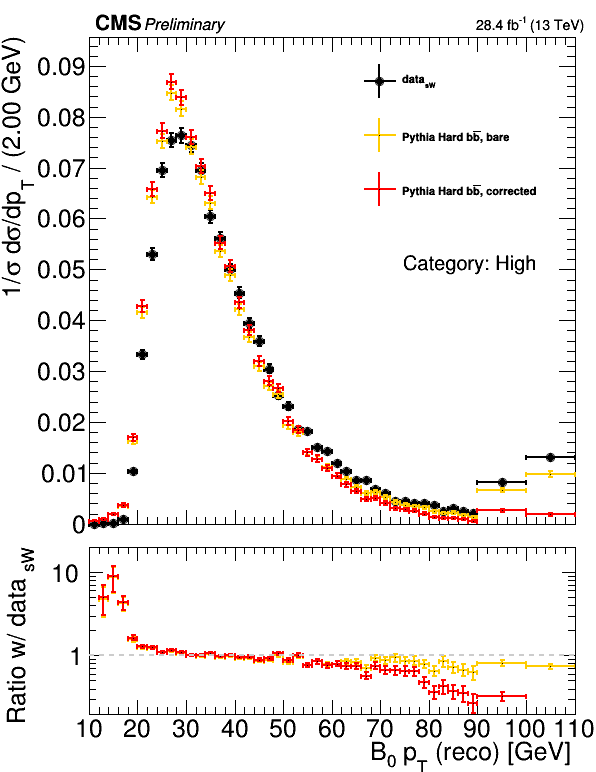 CMS Preliminary 28.4 fb⁻¹ (13 TeV)
1/σ dσ/dp_T / (2.00 GeV)
0.09
0.08
0.07
0.06
0.05
0.04
0.03
0.02
0.01
0
data_sW
Pythia Hard bb̅, bare
Pythia Hard bb̅, corrected
Category: High
Ratio w/ data_sW
10
1
10 20 30 40 50 60 70 80 90 100 110
B₀ p_T (reco) [GeV]